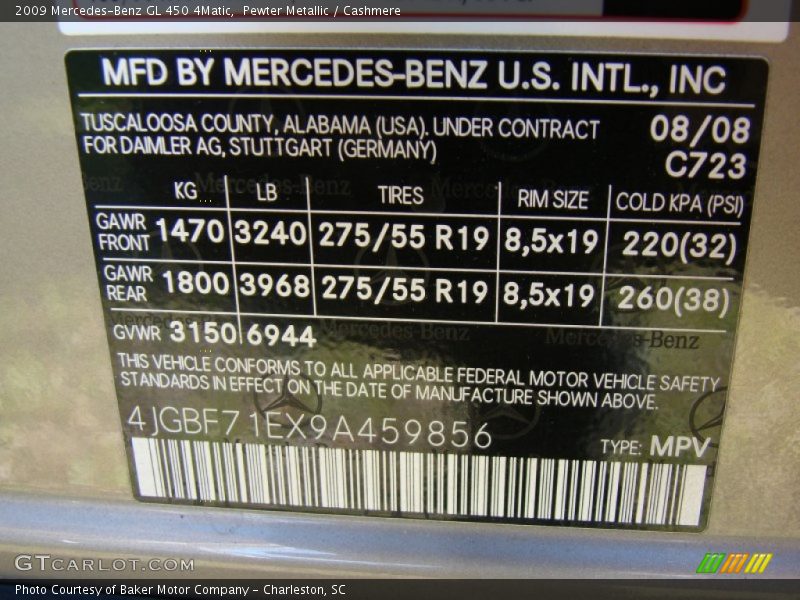 2009 Mercedes-Benz GL 450 4Matic, Pewter Metallic / Cashmere
MFD BY MERCEDES-BENZ U.S. INTL., INC
TUSCALOOSA COUNTY, ALABAMA (USA). UNDER CONTRACT 08/08
FOR DAIMLER AG, STUTTGART (GERMANY) C723
KG LB TIRES RIM SIZE COLD KPA (PSI)
GAWR FRONT 1470 3240 275/55 R19 8,5x19 220(32)
GAWR REAR 1800 3968 275/55 R19 8,5x19 260(38)
GVWR 3150 6944
THIS VEHICLE CONFORMS TO ALL APPLICABLE FEDERAL MOTOR VEHICLE SAFETY
STANDARDS IN EFFECT ON THE DATE OF MANUFACTURE SHOWN ABOVE.
4JGBF71EX9A459856
TYPE: MPV
GTCARLOT.COM
Photo Courtesy of Baker Motor Company - Charleston, SC